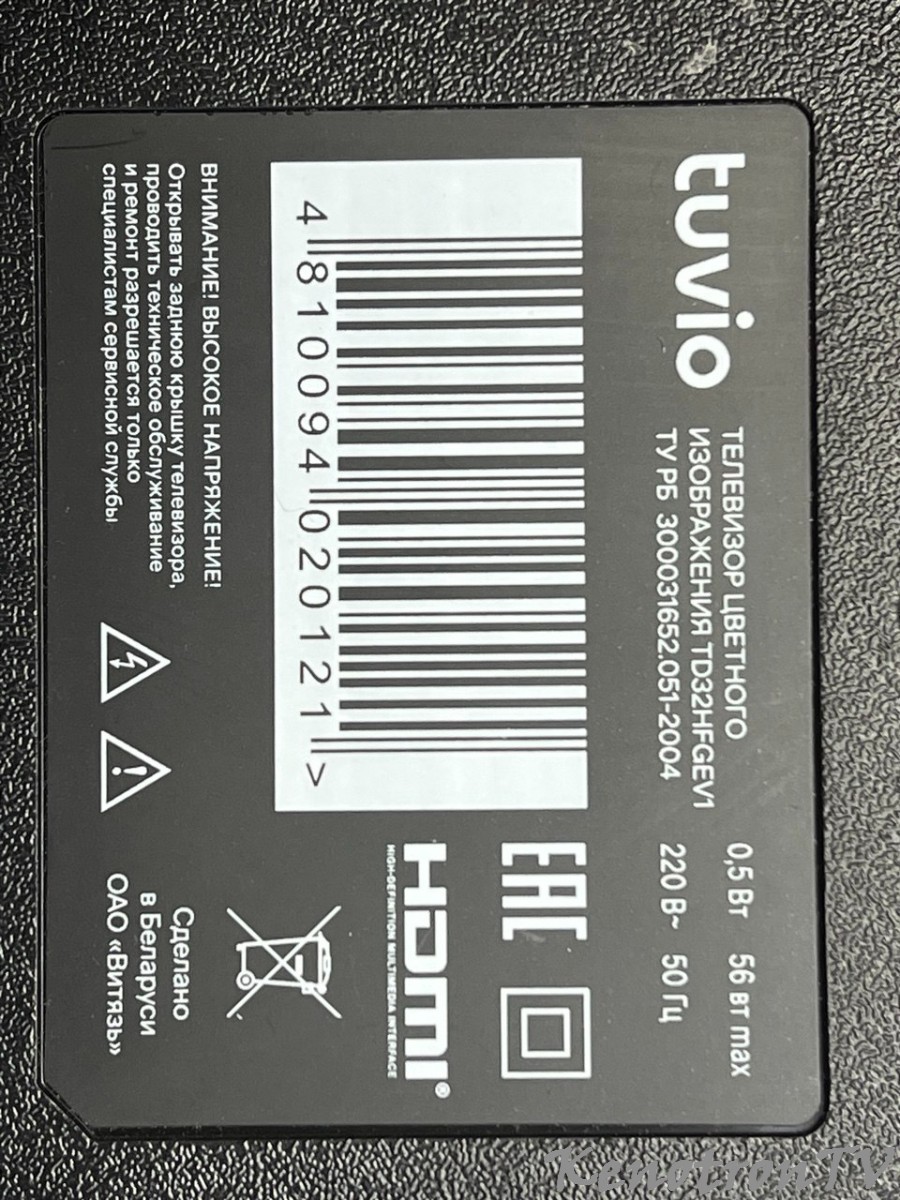 tuvio
ТЕЛЕВИЗОР ЦВЕТНОГО
ИЗОБРАЖЕНИЯ TD32HFGEV1
ТУ РБ 300031652.051-2004
0,5 Вт 56 вт max
220 В~ 50 Гц
4 810094 020121 >
EAC
HDMI®
HIGH-DEFINITION MULTIMEDIA INTERFACE
ВНИМАНИЕ! ВЫСОКОЕ НАПРЯЖЕНИЕ!
Открывать заднюю крышку телевизора,
проводить техническое обслуживание
и ремонт разрешается только
специалистам сервисной службы
Сделано
в Беларуси
ОАО «Витязь»
KenotronTV